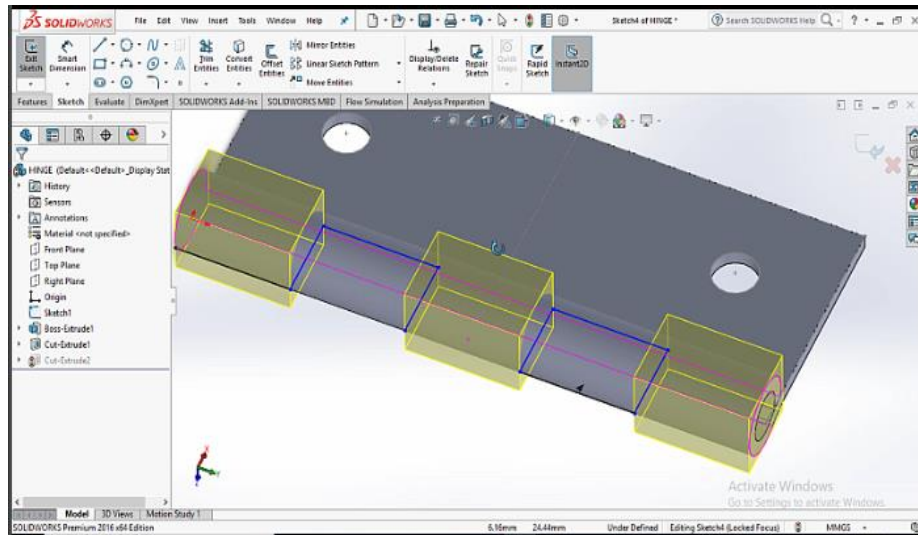 SOLIDWORKS File Edit View Insert Tools Window Help Sketch4 of HINGE * Search SOLIDWORKS Help
Exit Sketch
Smart Dimension
Trim Entities
Convert Entities
Offset Entities
Mirror Entities
Linear Sketch Pattern
Move Entities
Display/Delete Relations
Repair Sketch
Quick Snaps
Rapid Sketch
Instant2D
Features Sketch Evaluate DimXpert SOLIDWORKS Add-Ins SOLIDWORKS MBD Flow Simulation Analysis Preparation
HINGE (Default<<Default>_Display Stat
History
Sensors
Annotations
Material <not specified>
Front Plane
Top Plane
Right Plane
Origin
Sketch1
Boss-Extrude1
Cut-Extrude1
Cut-Extrude2
Activate Windows
Go to Settings to activate Windows.
Model 3D Views Motion Study 1
SOLIDWORKS Premium 2016 x64 Edition 6.16mm 24.44mm Under Defined Editing Sketch4 (Locked Focus) MMGS